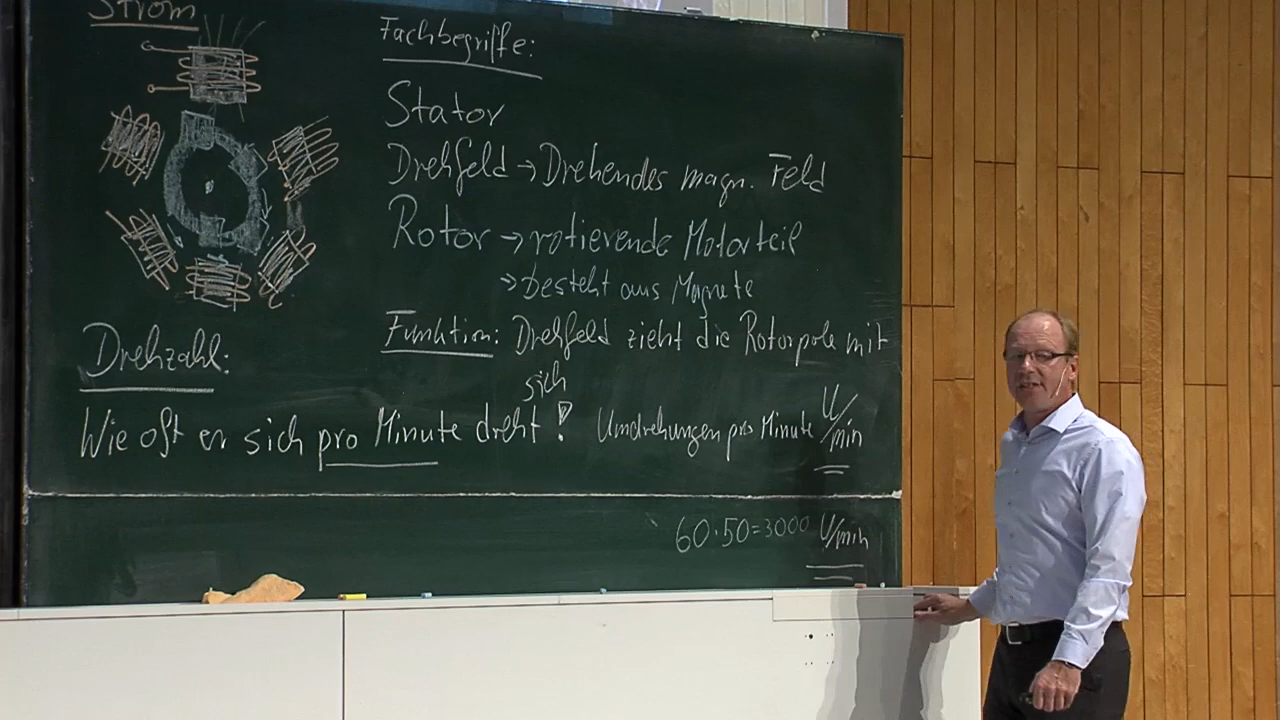 Strom
Fachbegriffe:
Stator
Drehfeld → Drehendes magn. Feld
Rotor → rotierende Motorteil
→ besteht aus Magnete
Funktion: Drehfeld zieht die Rotorpole mit
Drehzahl:
sich
Wie oft er sich pro Minute dreht! Umdrehungen pro Minute U/min
60·50=3000 U/min